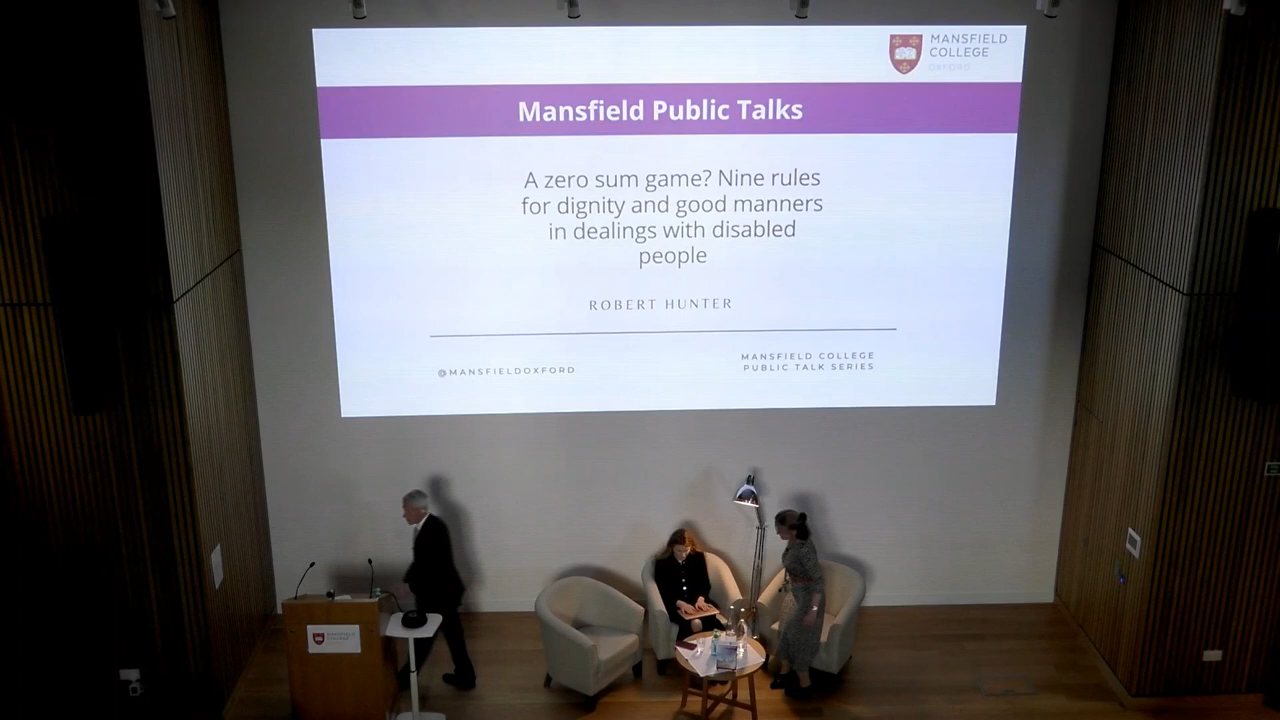 MANSFIELD
COLLEGE
OXFORD
Mansfield Public Talks
A zero sum game? Nine rules
for dignity and good manners
in dealings with disabled
people
ROBERT HUNTER
@MANSFIELDOXFORD
MANSFIELD COLLEGE
PUBLIC TALK SERIES